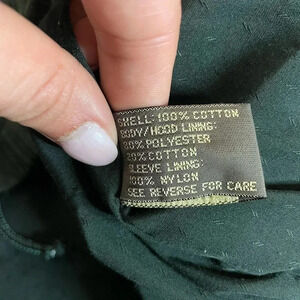 SHELL: 100% COTTON
BODY/HOOD LINING:
80% POLYESTER
20% COTTON
SLEEVE LINING:
100% NYLON
SEE REVERSE FOR CARE